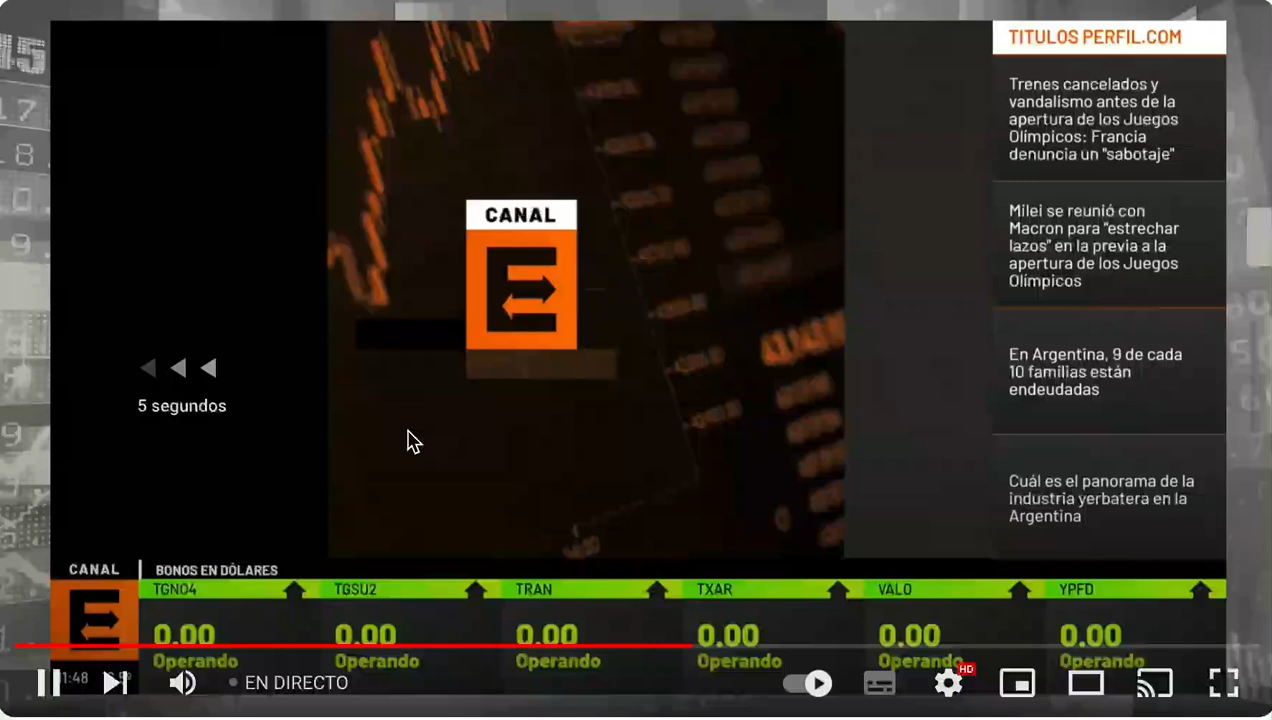 TITULOS PERFIL.COM
Trenes cancelados y
vandalismo antes de la
apertura de los Juegos
Olímpicos: Francia
denuncia un "sabotaje"
Milei se reunió con
Macron para "estrechar
lazos" en la previa a la
apertura de los Juegos
Olímpicos
En Argentina, 9 de cada
10 familias están
endeudadas
Cuál es el panorama de la
industria yerbatera en la
Argentina
CANAL
E
5 segundos
CANAL
E
BONOS EN DÓLARES
TGNO4 TGSU2 TRAN TXAR VALO YPFD
0.00 0.00 0.00 0.00 0.00 0.00
Operando Operando Operando Operando Operando Operando
11:48
EN DIRECTO
HD